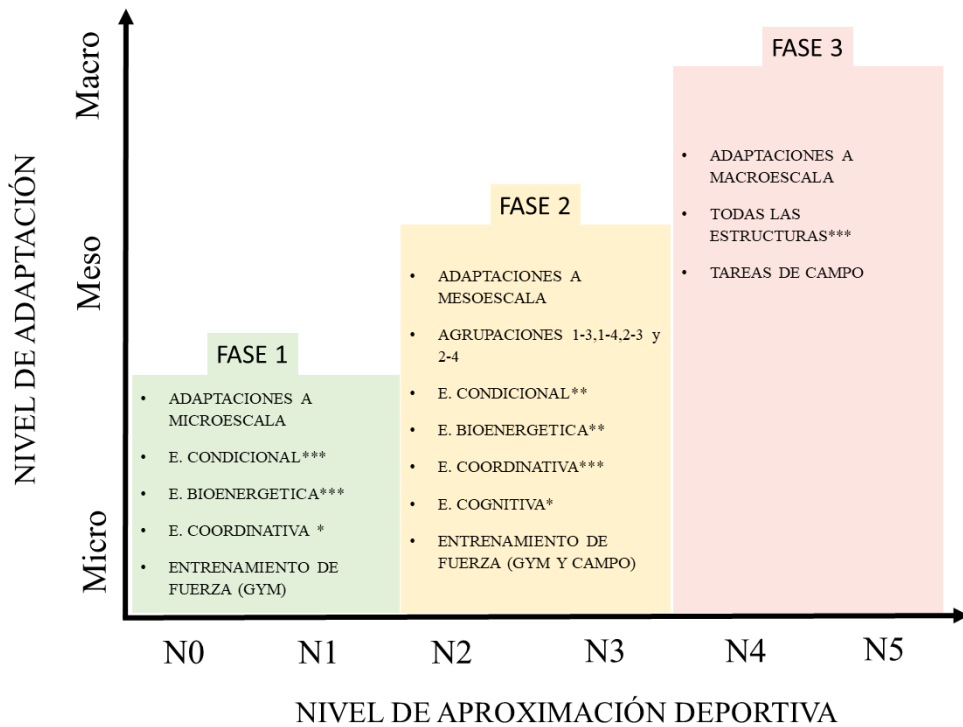 NIVEL DE ADAPTACIÓN
Macro
Meso
Micro
FASE 1
• ADAPTACIONES A
MICROESCALA
• E. CONDICIONAL***
• E. BIOENERGETICA***
• E. COORDINATIVA *
• ENTRENAMIENTO DE
FUERZA (GYM)
FASE 2
• ADAPTACIONES A
MESOESCALA
• AGRUPACIONES 1-3,1-4,2-3 y
2-4
• E. CONDICIONAL**
• E. BIOENERGETICA**
• E. COORDINATIVA***
• E. COGNITIVA*
• ENTRENAMIENTO DE
FUERZA (GYM Y CAMPO)
FASE 3
• ADAPTACIONES A
MACROESCALA
• TODAS LAS
ESTRUCTURAS***
• TAREAS DE CAMPO
N0 N1 N2 N3 N4 N5
NIVEL DE APROXIMACIÓN DEPORTIVA